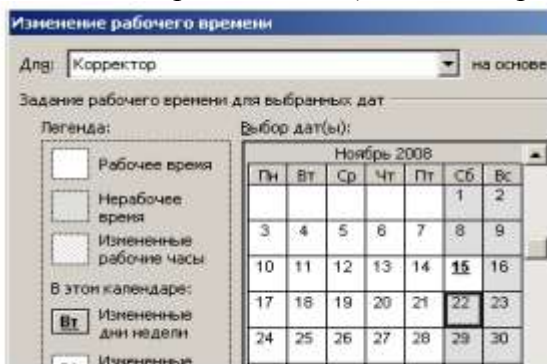 Изменение рабочего времени
Для: Корректор на основе
Задание рабочего времени для выбранных дат
Легенда: Выбор дат(ы):
Рабочее время
Нерабочее
время
Измененные
рабочие часы
В этом календаре:
Вт Измененные
дни недели
Измененные
Ноябрь 2008
Пн Вт Ср Чт Пт Сб Вс
1 2
3 4 5 6 7 8 9
10 11 12 13 14 15 16
17 18 19 20 21 22 23
24 25 26 27 28 29 30